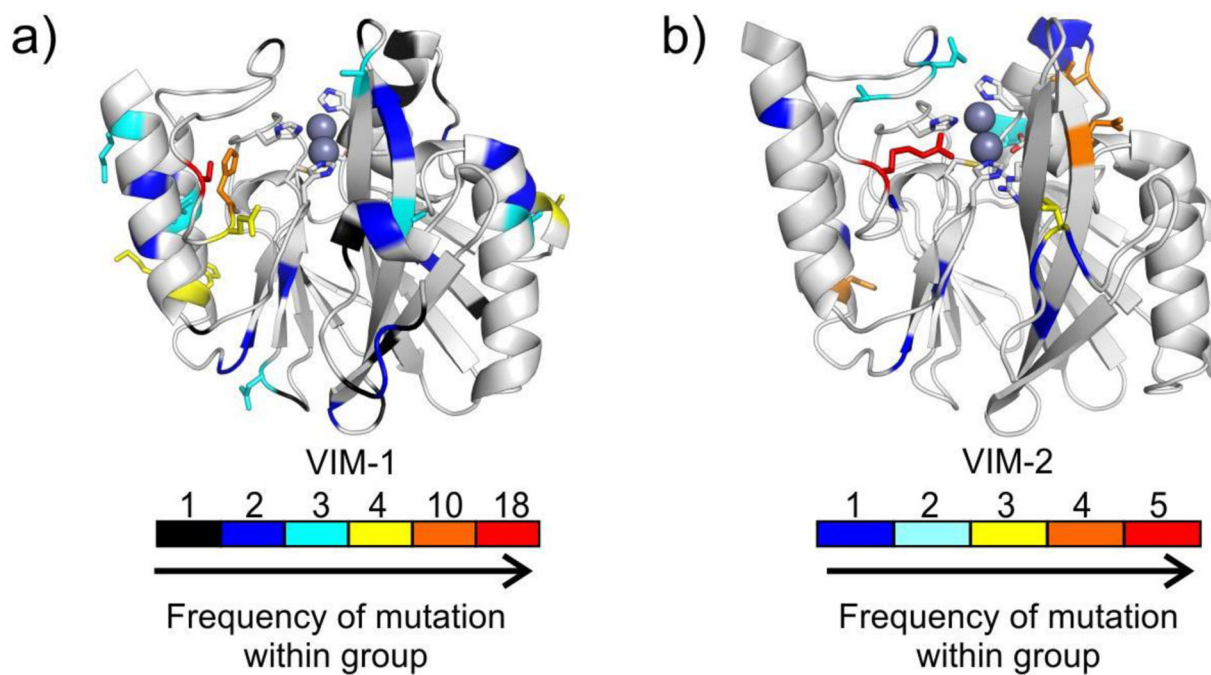 a)
b)
VIM-1
VIM-2
1 2 3 4 10 18
1 2 3 4 5
Frequency of mutation
within group
Frequency of mutation
within group